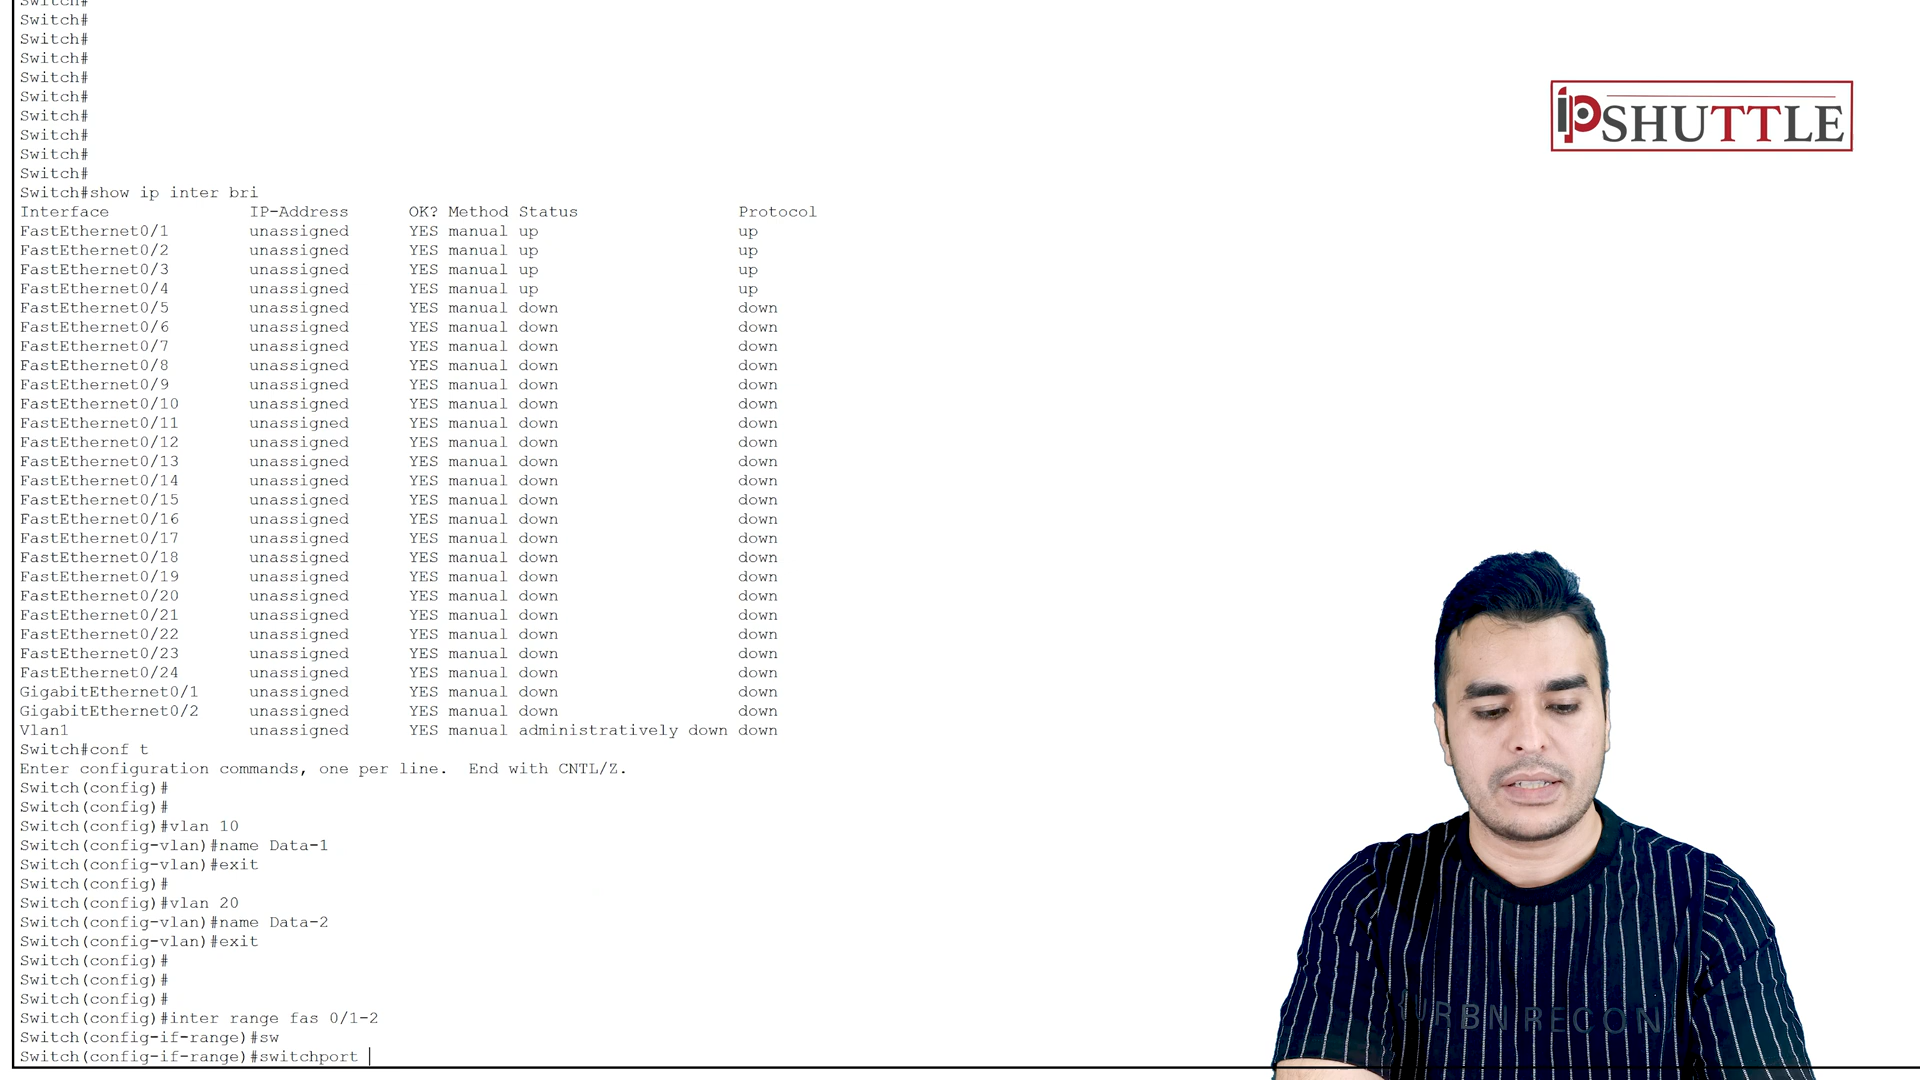 Switch#
Switch#
Switch#
Switch#
Switch#
Switch#
Switch#
Switch#
Switch#
Switch#
Switch#show ip inter bri
Interface IP-Address OK? Method Status Protocol
FastEthernet0/1 unassigned YES manual up up
FastEthernet0/2 unassigned YES manual up up
FastEthernet0/3 unassigned YES manual up up
FastEthernet0/4 unassigned YES manual up up
FastEthernet0/5 unassigned YES manual down down
FastEthernet0/6 unassigned YES manual down down
FastEthernet0/7 unassigned YES manual down down
FastEthernet0/8 unassigned YES manual down down
FastEthernet0/9 unassigned YES manual down down
FastEthernet0/10 unassigned YES manual down down
FastEthernet0/11 unassigned YES manual down down
FastEthernet0/12 unassigned YES manual down down
FastEthernet0/13 unassigned YES manual down down
FastEthernet0/14 unassigned YES manual down down
FastEthernet0/15 unassigned YES manual down down
FastEthernet0/16 unassigned YES manual down down
FastEthernet0/17 unassigned YES manual down down
FastEthernet0/18 unassigned YES manual down down
FastEthernet0/19 unassigned YES manual down down
FastEthernet0/20 unassigned YES manual down down
FastEthernet0/21 unassigned YES manual down down
FastEthernet0/22 unassigned YES manual down down
FastEthernet0/23 unassigned YES manual down down
FastEthernet0/24 unassigned YES manual down down
GigabitEthernet0/1 unassigned YES manual down down
GigabitEthernet0/2 unassigned YES manual down down
Vlan1 unassigned YES manual administratively down down
Switch#conf t
Enter configuration commands, one per line. End with CNTL/Z.
Switch(config)#
Switch(config)#
Switch(config)#vlan 10
Switch(config-vlan)#name Data-1
Switch(config-vlan)#exit
Switch(config)#
Switch(config)#vlan 20
Switch(config-vlan)#name Data-2
Switch(config-vlan)#exit
Switch(config)#
Switch(config)#
Switch(config)#
Switch(config)#inter range fas 0/1-2
Switch(config-if-range)#sw
Switch(config-if-range)#switchport
ipSHUTTLE
URBN RECON